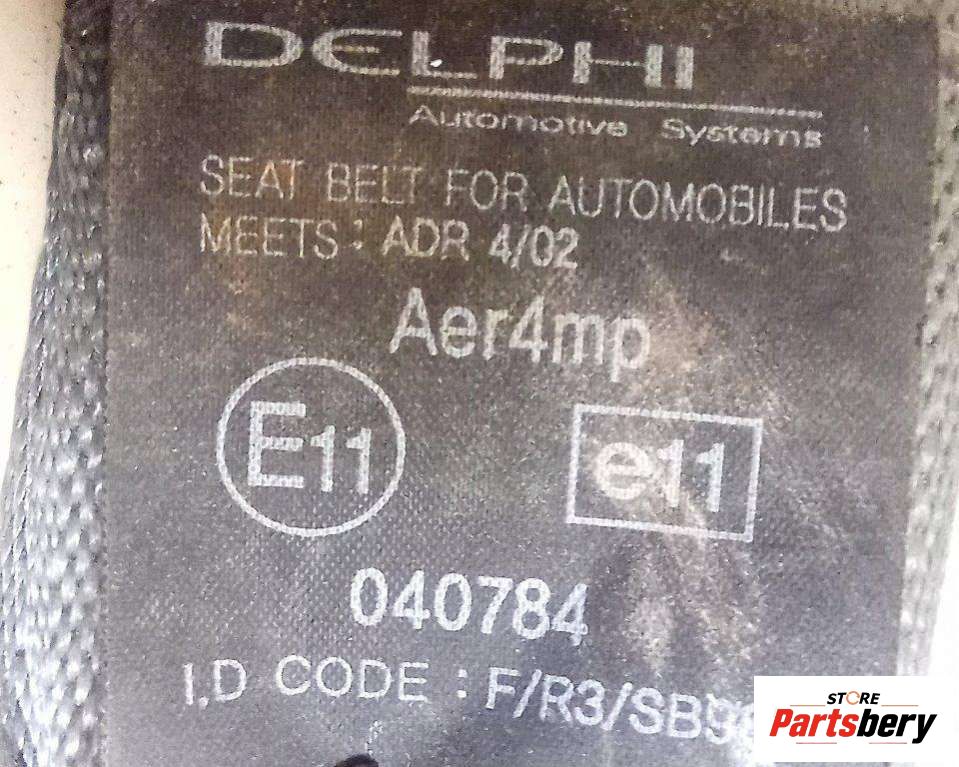 DELPHI
Automotive Systems
SEAT BELT FOR AUTOMOBILES
MEETS : ADR 4/02
Aer4mp
E11
e11
040784
I.D CODE : F/R3/
STORE
Partsbery